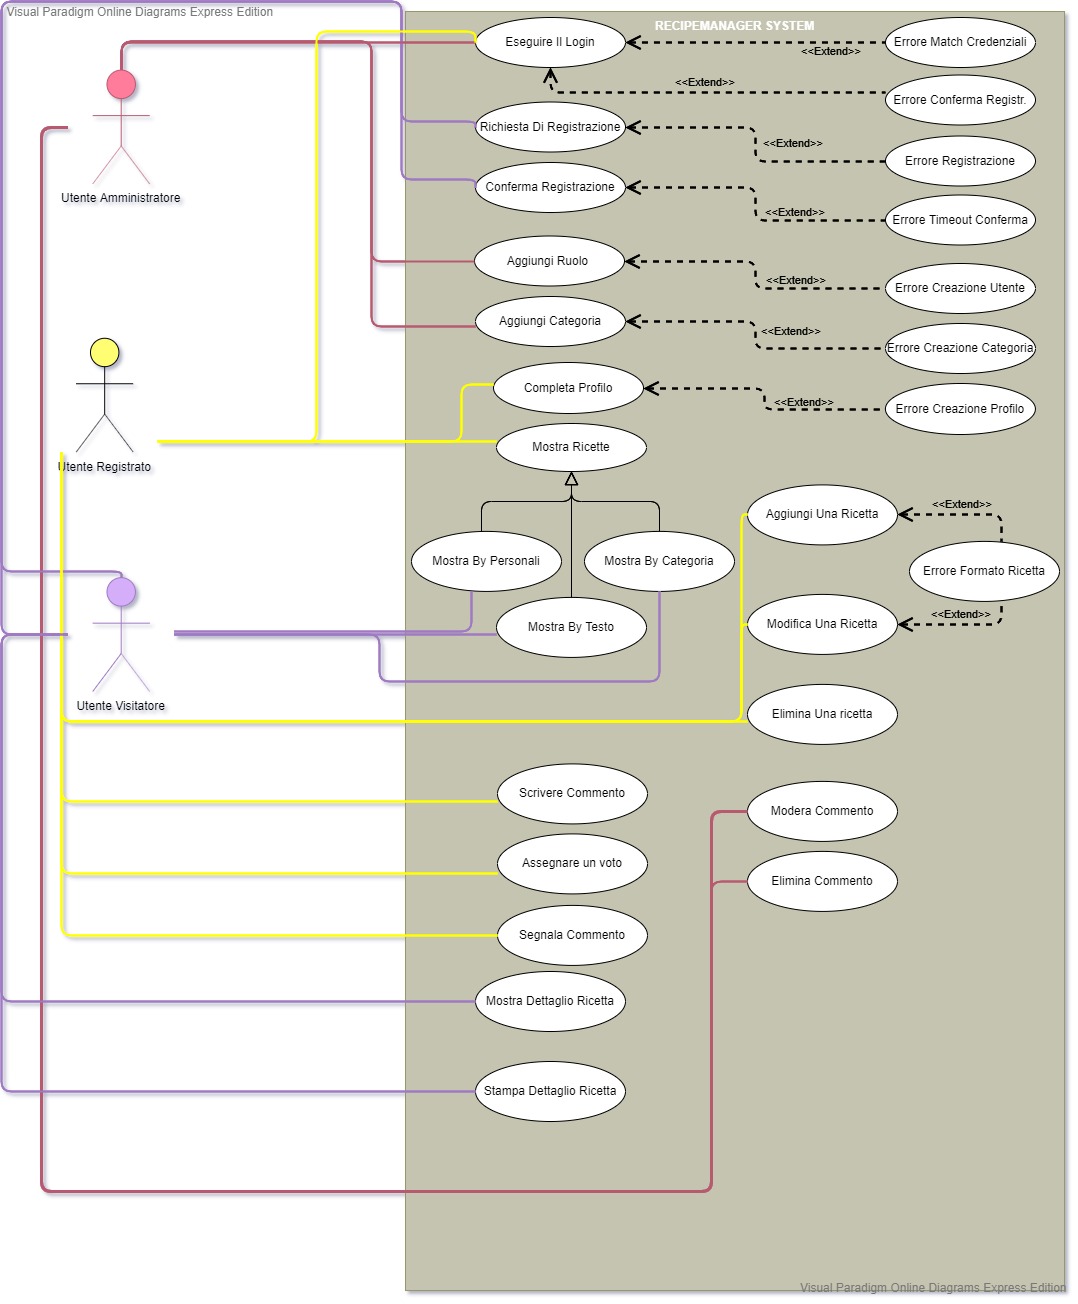 Visual Paradigm Online Diagrams Express Edition
RECIPEMANAGER SYSTEM
Eseguire Il Login
<<Extend>>
Errore Match Credenziali
<<Extend>>
Errore Conferma Registr.
Richiesta Di Registrazione
<<Extend>>
Errore Registrazione
Conferma Registrazione
Utente Amministratore
<<Extend>>
Errore Timeout Conferma
Aggiungi Ruolo
<<Extend>>
Errore Creazione Utente
Aggiungi Categoria
<<Extend>>
Errore Creazione Categoria
Completa Profilo
<<Extend>>
Errore Creazione Profilo
Mostra Ricette
Utente Registrato
Aggiungi Una Ricetta
<<Extend>>
Mostra By Personali
Mostra By Categoria
Errore Formato Ricetta
Mostra By Testo
Modifica Una Ricetta
<<Extend>>
Utente Visitatore
Elimina Una ricetta
Scrivere Commento
Modera Commento
Assegnare un voto
Elimina Commento
Segnala Commento
Mostra Dettaglio Ricetta
Stampa Dettaglio Ricetta
Visual Paradigm Online Diagrams Express Edition